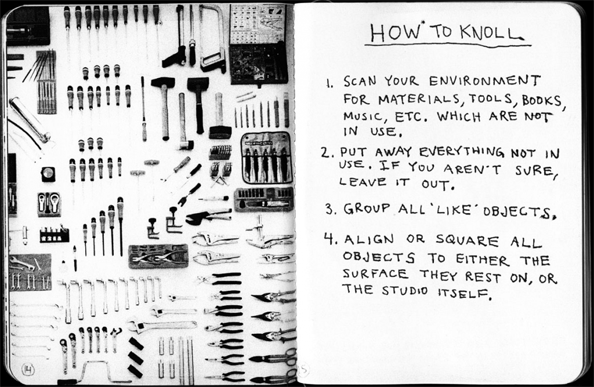 HOW TO KNOLL
1. SCAN YOUR ENVIRONMENT
FOR MATERIALS, TOOLS, BOOKS,
MUSIC, ETC. WHICH ARE NOT
IN USE.
2. PUT AWAY EVERYTHING NOT IN
USE. IF YOU AREN'T SURE,
LEAVE IT OUT.
3. GROUP ALL 'LIKE' OBJECTS.
4. ALIGN OR SQUARE ALL
OBJECTS TO EITHER THE
SURFACE THEY REST ON, OR
THE STUDIO ITSELF.
14